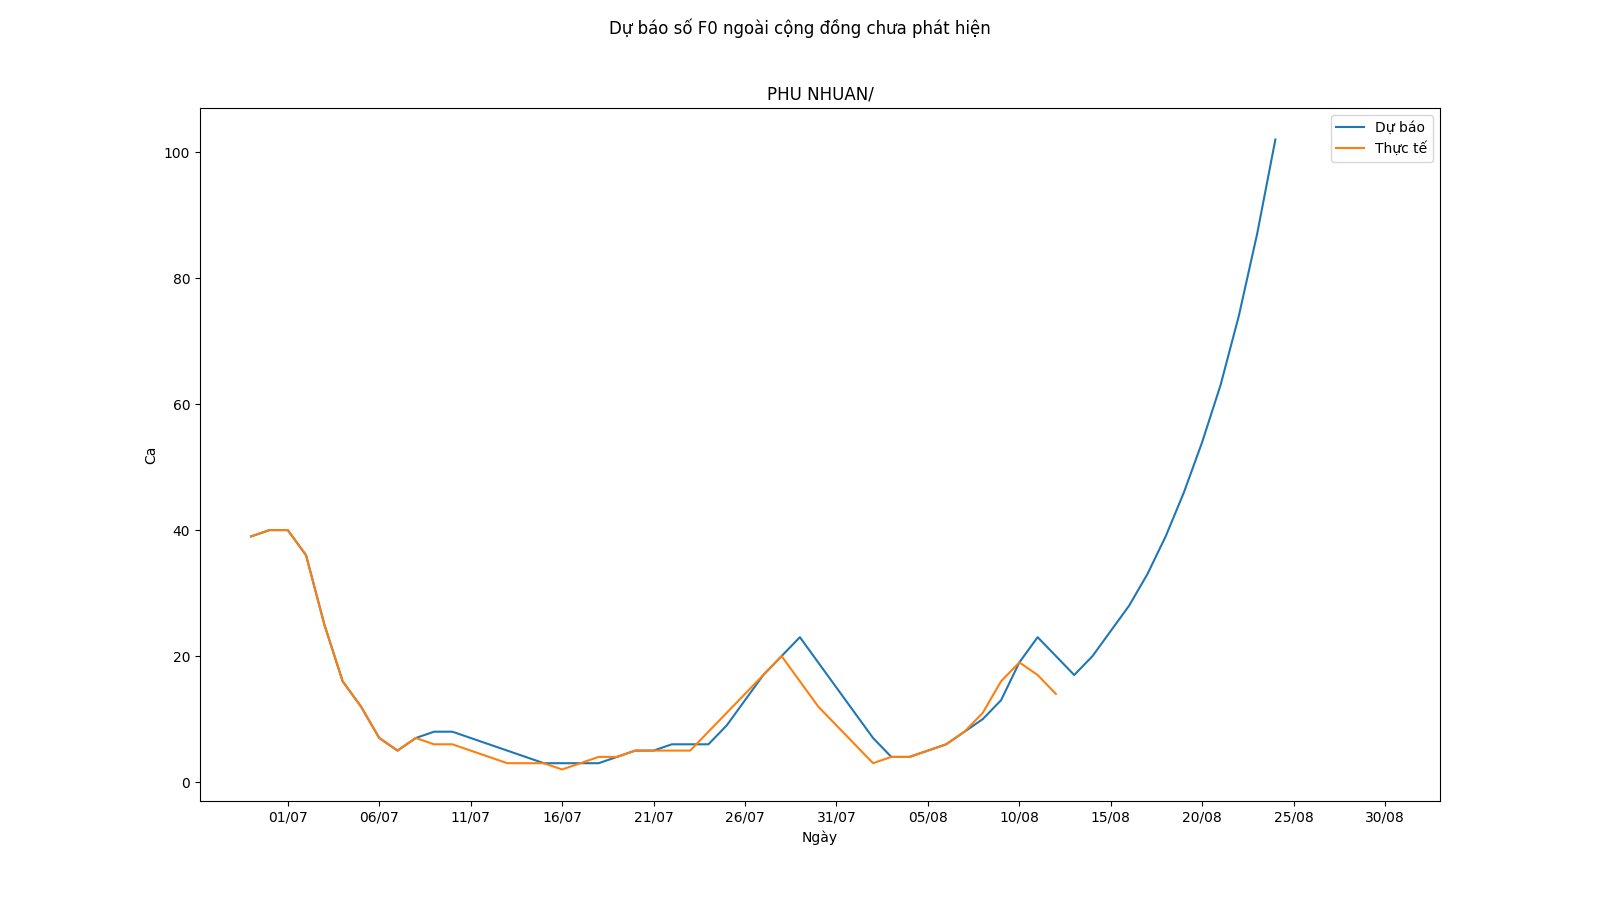 Dự báo số F0 ngoài cộng đồng chưa phát hiện
PHU NHUAN/
Dự báo
Thực tế
100
80
60
40
20
0
Ca
01/07 06/07 11/07 16/07 21/07 26/07 31/07 05/08 10/08 15/08 20/08 25/08 30/08
Ngày